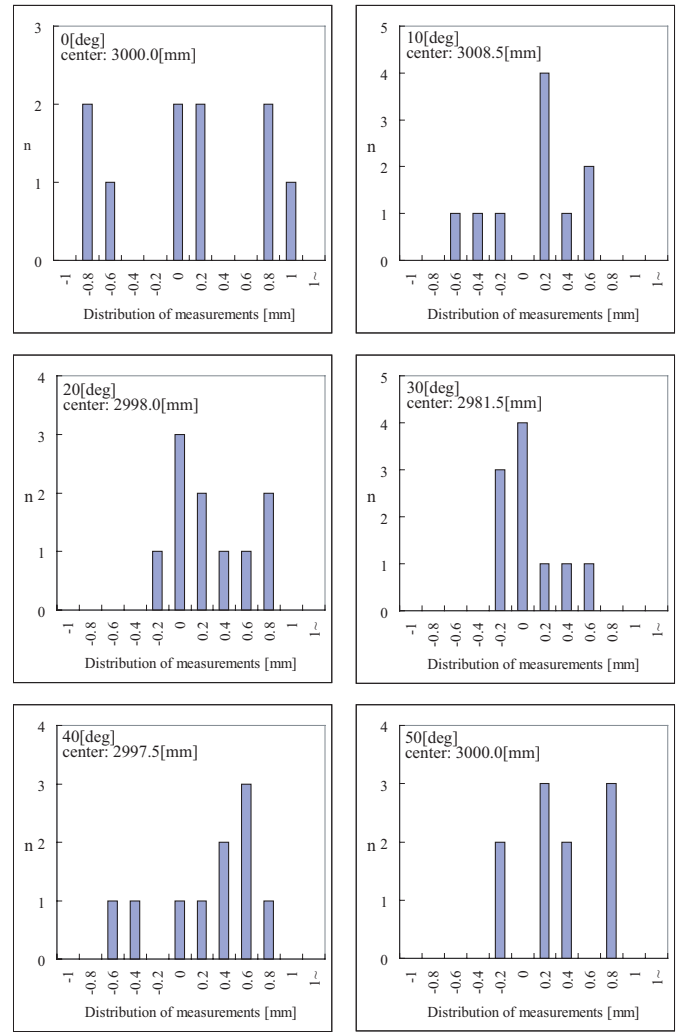 0[deg]
center: 3000.0[mm]
3
2
1
0
n
-1 -0.8 -0.6 -0.4 -0.2 0 0.2 0.4 0.6 0.8 1 1~
Distribution of measurements [mm]
10[deg]
center: 3008.5[mm]
5
4
3
2
1
0
n
-1 -0.8 -0.6 -0.4 -0.2 0 0.2 0.4 0.6 0.8 1 1~
Distribution of measurements [mm]
20[deg]
center: 2998.0[mm]
4
3
2
1
0
n
-1 -0.8 -0.6 -0.4 -0.2 0 0.2 0.4 0.6 0.8 1 1~
Distribution of measurements [mm]
30[deg]
center: 2981.5[mm]
5
4
3
2
1
0
n
-1 -0.8 -0.6 -0.4 -0.2 0 0.2 0.4 0.6 0.8 1 1~
Distribution of measurements [mm]
40[deg]
center: 2997.5[mm]
4
3
2
1
0
n
-1 -0.8 -0.6 -0.4 -0.2 0 0.2 0.4 0.6 0.8 1 1~
Distribution of measurements [mm]
50[deg]
center: 3000.0[mm]
4
3
2
1
0
n
-1 -0.8 -0.6 -0.4 -0.2 0 0.2 0.4 0.6 0.8 1 1~
Distribution of measurements [mm]